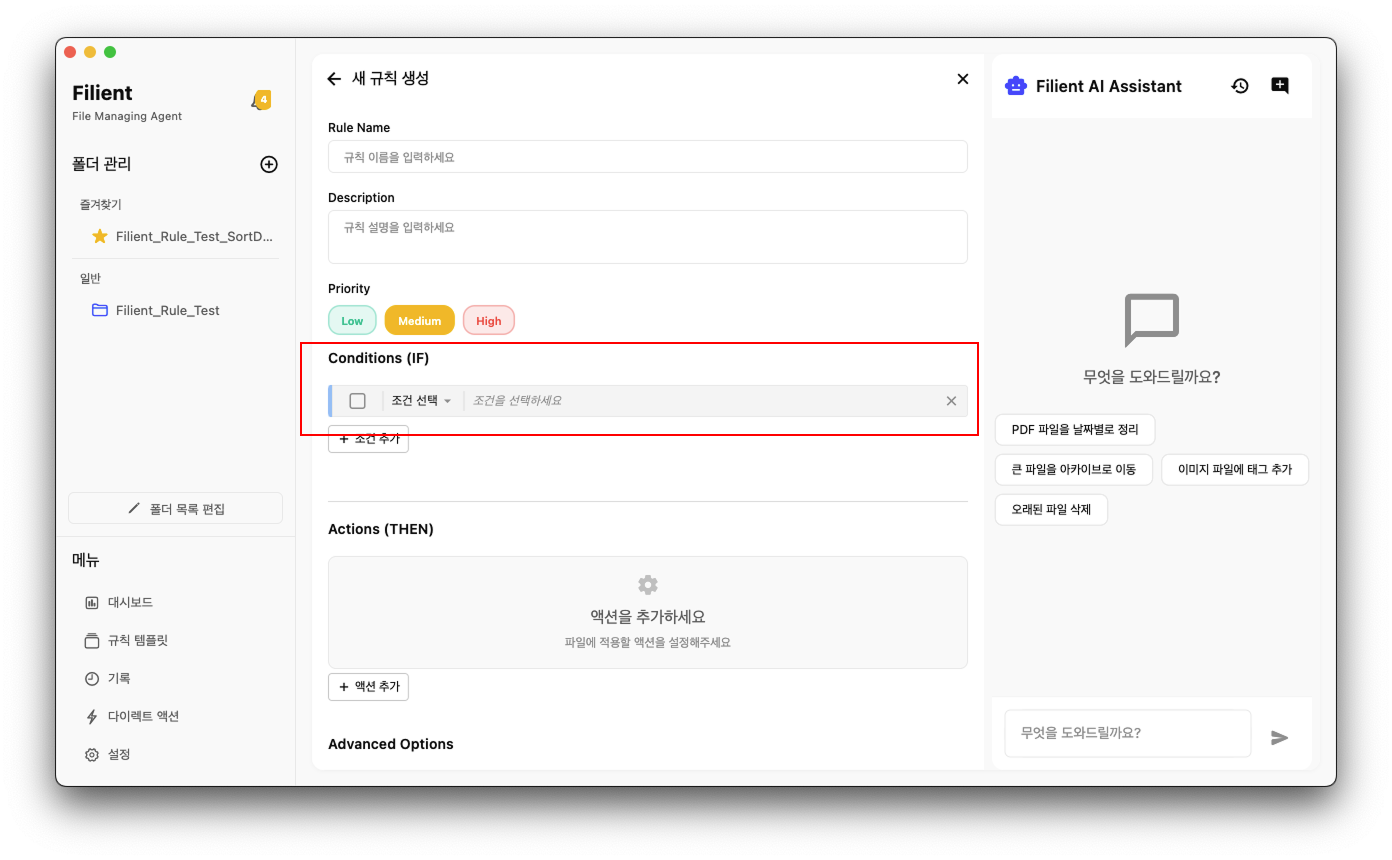 Filient
File Managing Agent
4
폴더 관리
즐겨찾기
Filient_Rule_Test_SortD...
일반
Filient_Rule_Test
폴더 목록 편집
메뉴
대시보드
규칙 템플릿
기록
다이렉트 액션
설정
새 규칙 생성
Rule Name
규칙 이름을 입력하세요
Description
규칙 설명을 입력하세요
Priority
Low
Medium
High
Conditions (IF)
조건 선택
조건을 선택하세요
조건 추가
Actions (THEN)
액션을 추가하세요
파일에 적용할 액션을 설정해주세요
액션 추가
Advanced Options
Filient AI Assistant
무엇을 도와드릴까요?
PDF 파일을 날짜별로 정리
큰 파일을 아카이브로 이동
이미지 파일에 태그 추가
오래된 파일 삭제
무엇을 도와드릴까요?